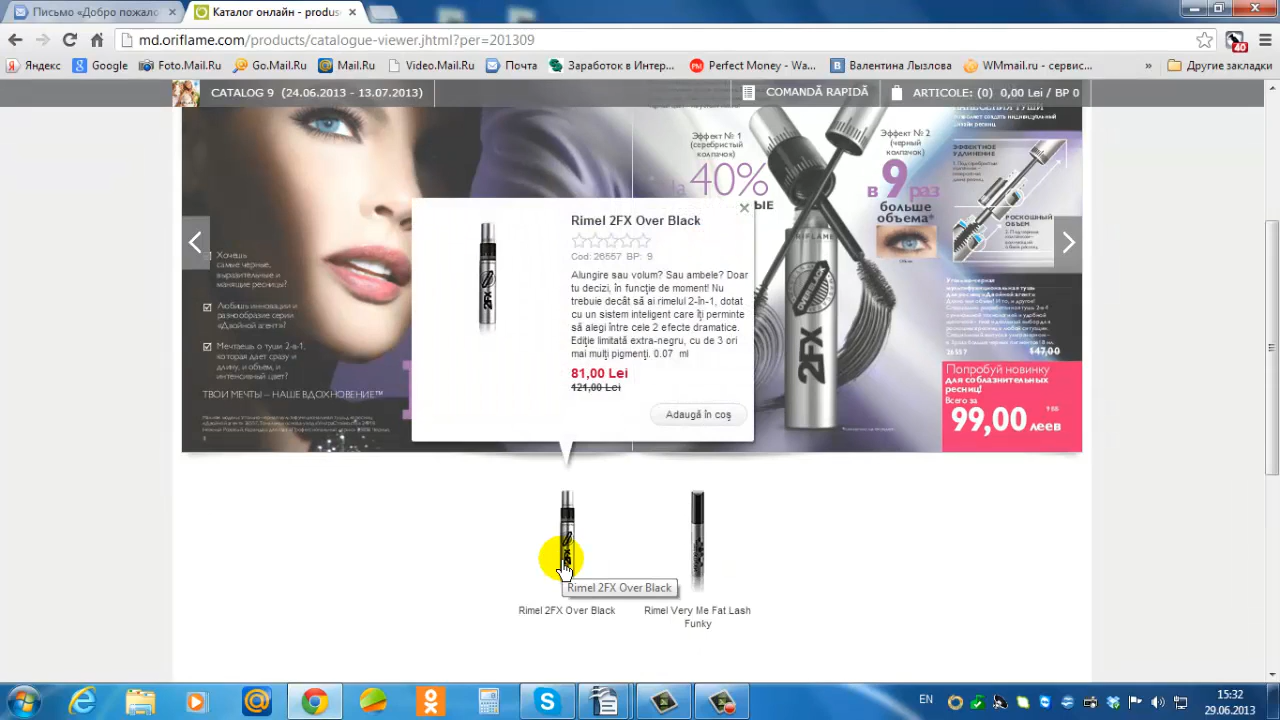 Письмо «Добро пожало
Каталог онлайн - produs
md.oriflame.com/products/catalogue-viewer.jhtml?per=201309
40
Яндекс
Google
Foto.Mail.Ru
Go.Mail.Ru
Mail.Ru
Video.Mail.Ru
Почта
Заработок в Интер...
Perfect Money - Wa...
Валентина Лызлова
WMmail.ru - сервис...
»
Другие закладки
CATALOG 9 (24.06.2013 - 13.07.2013)
COMANDĂ RAPIDĂ
ARTICOLE: (0) 0,00 Lei / BP 0
Эффект № 1
(серебристый
колпачок)
на 40%
Эффект № 2
(черный
колпачок)
в 9 раз
больше
объема*
ЭФФЕКТНОЕ
УДЛИНЕНИЕ
РОСКОШНЫЙ
ОБЪЕМ
Хочешь
самые черные,
выразительные и
манящие ресницы?
Любишь инновации и
разнообразие серии
«Двойной агент»?
Мечтаешь о туши 2-в-1,
которая дает сразу и
длину, и объем, и
интенсивный цвет?
ТВОИ МЕЧТЫ – НАШЕ ВДОХНОВЕНИЕ™
Rimel 2FX Over Black
Alungire sau volum? Sau ambele? Doar
tu decizi, în funcţie de moment! Nu
trebuie decât să ai rimelul 2-în-1, dotat
cu un sistem inteligent care îţi permite
să alegi între cele 2 efecte dramatice.
Formulă mată extra-negru, cu de 3 ori
mai mulţi pigmenţi. 0.07 ml
81,00 Lei
121,00 Lei
Adaugă în coş
2FX
26557
147,00
Попробуй новинку
для соблазнительных
ресниц!
Всего за
99,00 леев
Rimel 2FX Over Black
Rimel 2FX Over Black
Rimel Very Me Fat Lash
Funky
EN
15:32
29.06.2013